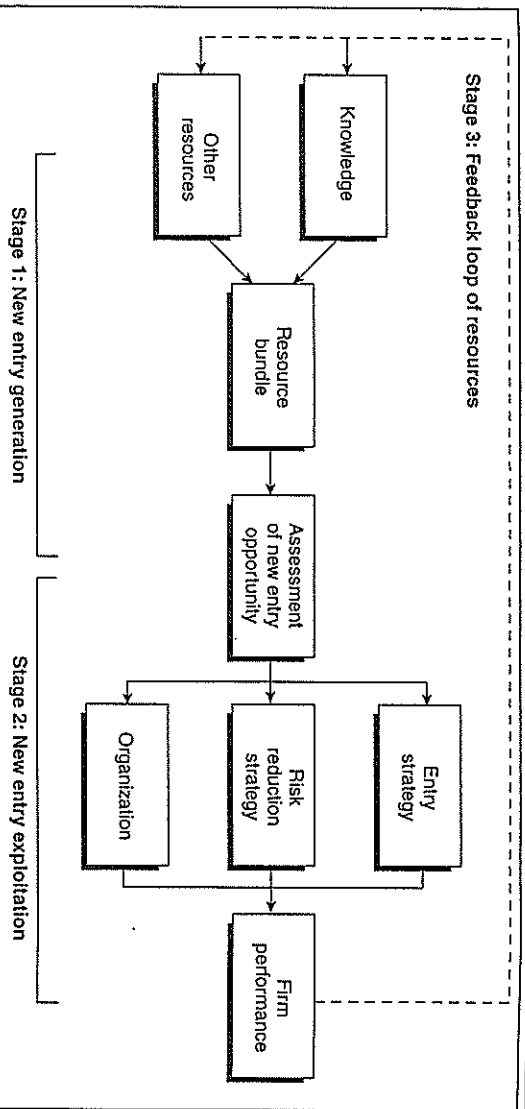 Stage 3: Feedback loop of resources
Knowledge
Other
resources
Resource
bundle
Assessment
of new entry
opportunity
Entry
strategy
Risk
reduction
strategy
Organization
Firm
performance
Stage 1: New entry generation
Stage 2: New entry exploitation